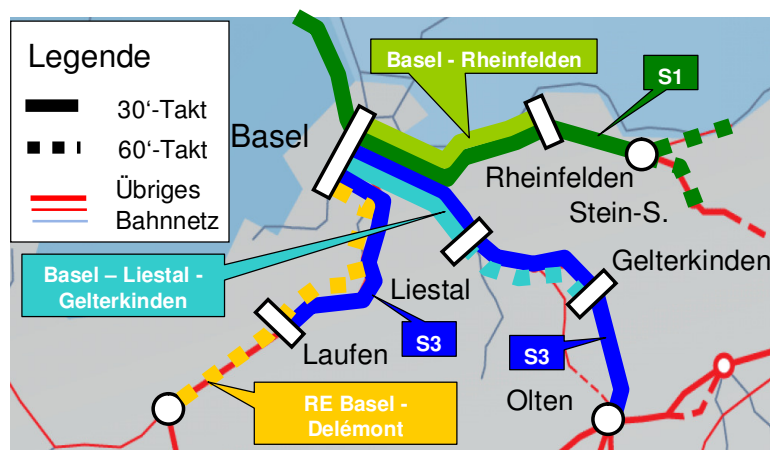 Legende
30‘-Takt
60‘-Takt
Übriges
Bahnnetz
Basel - Rheinfelden
S1
Basel
Rheinfelden
Stein-S.
Basel – Liestal -
Gelterkinden
Gelterkinden
Liestal
Laufen
S3
S3
Olten
RE Basel -
Delémont